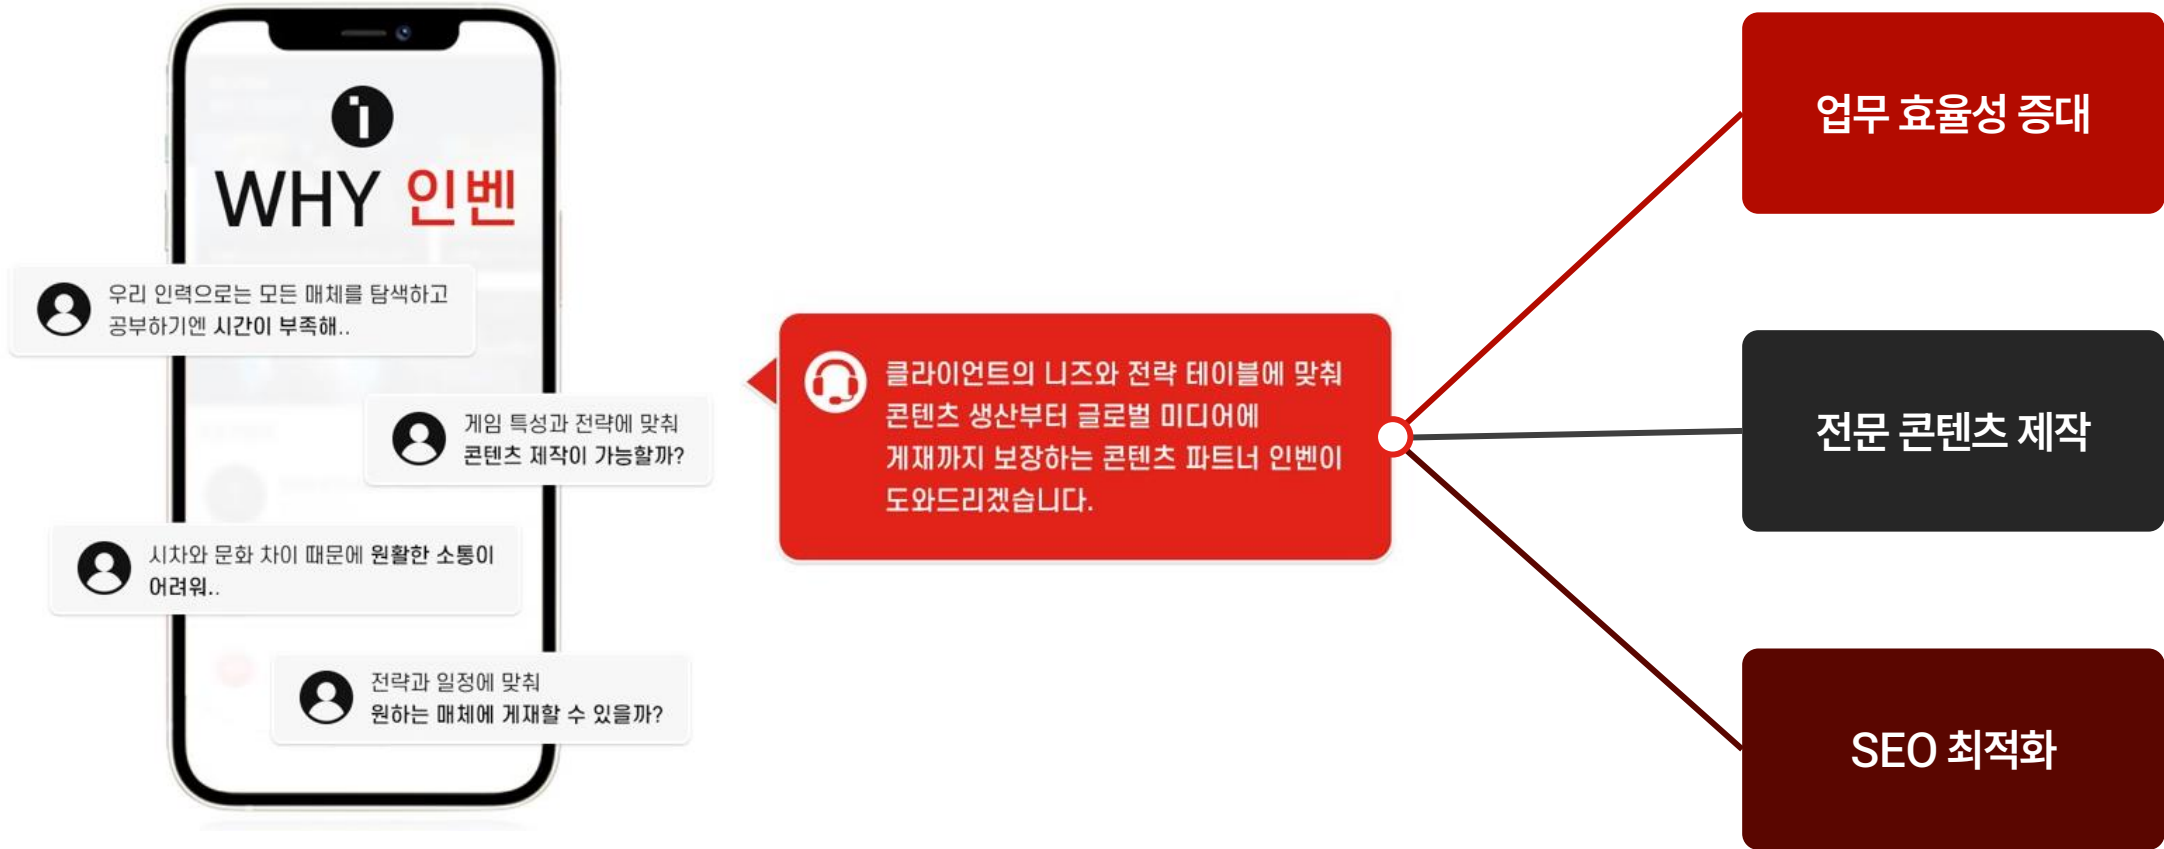 WHY 인벤
우리 인력으로는 모든 매체를 탐색하고
공부하기엔 시간이 부족해..
게임 특성과 전략에 맞춰
콘텐츠 제작이 가능할까?
시차와 문화 차이 때문에 원활한 소통이
어려워..
전략과 일정에 맞춰
원하는 매체에 게재할 수 있을까?
클라이언트의 니즈와 전략 테이블에 맞춰
콘텐츠 생산부터 글로벌 미디어에
게재까지 보장하는 콘텐츠 파트너 인벤이
도와드리겠습니다.
업무 효율성 증대
전문 콘텐츠 제작
SEO 최적화